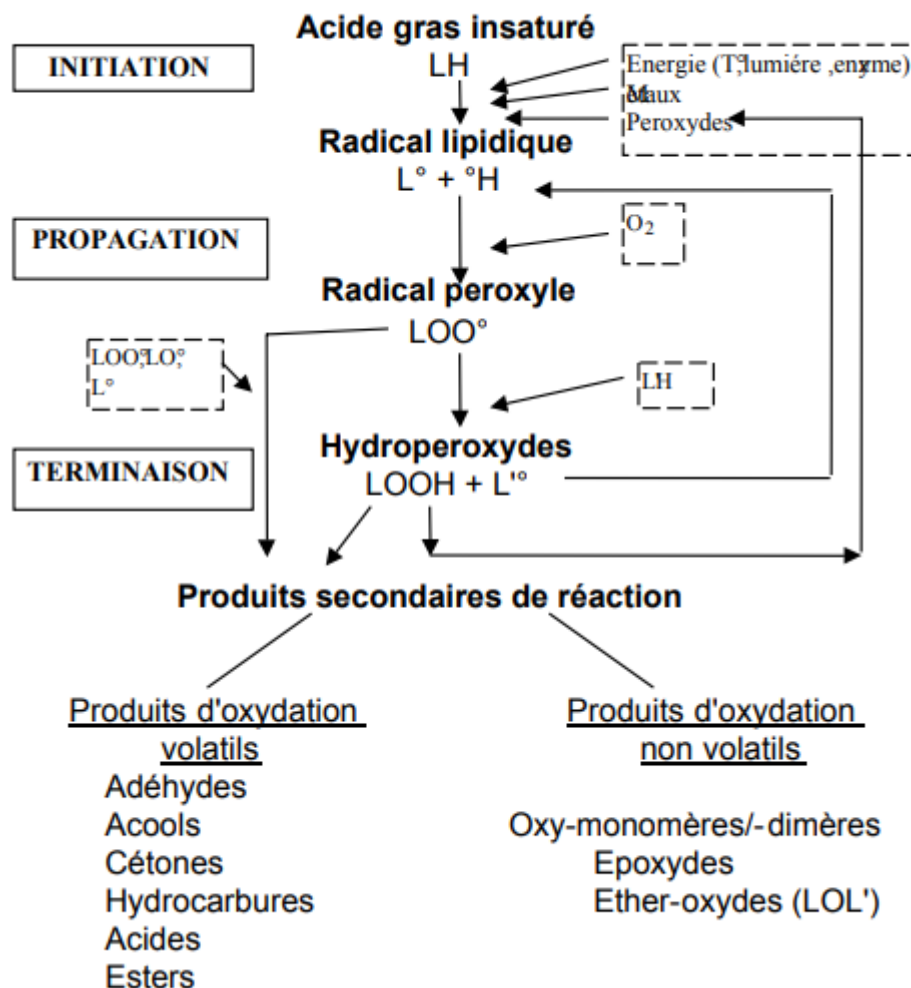 Acide gras insaturé
INITIATION
LH
Energie (T,°lumiére ,enzyme)
Peroxydes
Radical lipidique
L° + °H
PROPAGATION
O2
Radical peroxyle
LOO°
LOO°,LO°,
L°
L'H
Hydroperoxydes
TERMINAISON
LOOH + L'°
Produits secondaires de réaction
Produits d'oxydation
volatils
Adéhydes
Acools
Cétones
Hydrocarbures
Acides
Esters
Produits d'oxydation
non volatils
Oxy-monomères/-dimères
Epoxydes
Ether-oxydes (LOL')